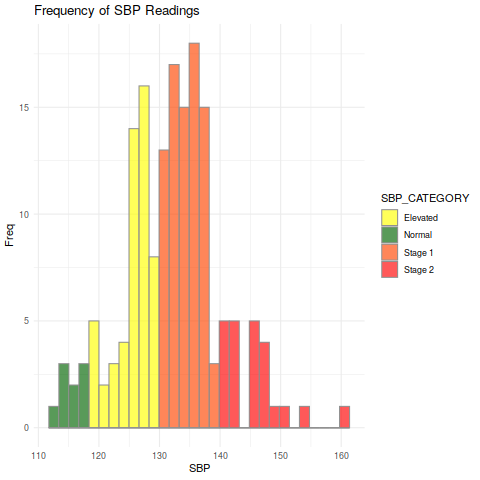 Frequency of SBP Readings
Freq
15
10
5
0
110 120 130 140 150 160
SBP
SBP_CATEGORY
Elevated
Normal
Stage 1
Stage 2